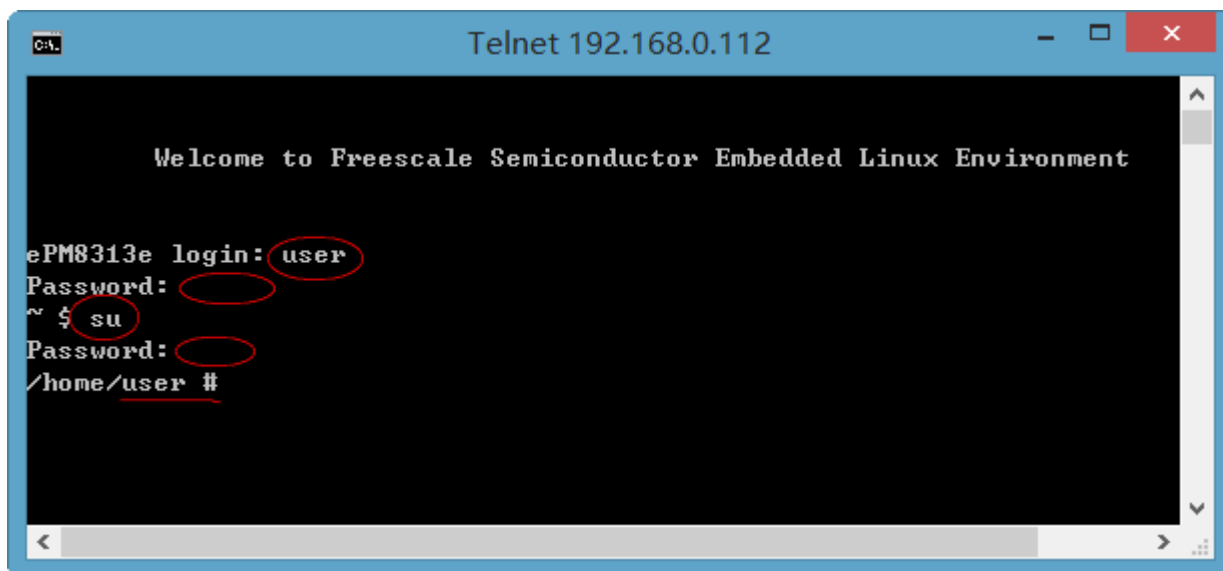 Telnet 192.168.0.112
Welcome to Freescale Semiconductor Embedded Linux Environment
ePM8313e login: user
Password:
~ $ su
Password:
/home/user #